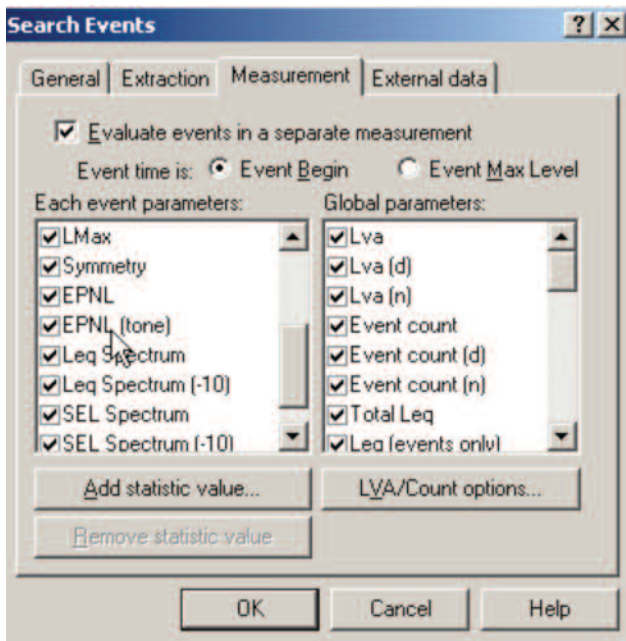 Search Events
General Extraction Measurement External data
Evaluate events in a separate measurement
Event time is: Event Begin Event Max Level
Each event parameters:
LMax
Symmetry
EPNL
EPNL (tone)
Leq Spectrum
Leq Spectrum (-10)
SEL Spectrum
SEL Spectrum (-10)
Global parameters:
Lva
Lva (d)
Lva (n)
Event count
Event count (d)
Event count (n)
Total Leq
Leq (events only)
Add statistic value...
LVA/Count options...
Remove statistic value
OK Cancel Help